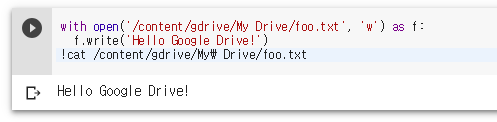 with open('/content/gdrive/My Drive/foo.txt', 'w') as f:
  f.write('Hello Google Drive!')
!cat /content/gdrive/My₩ Drive/foo.txt
Hello Google Drive!